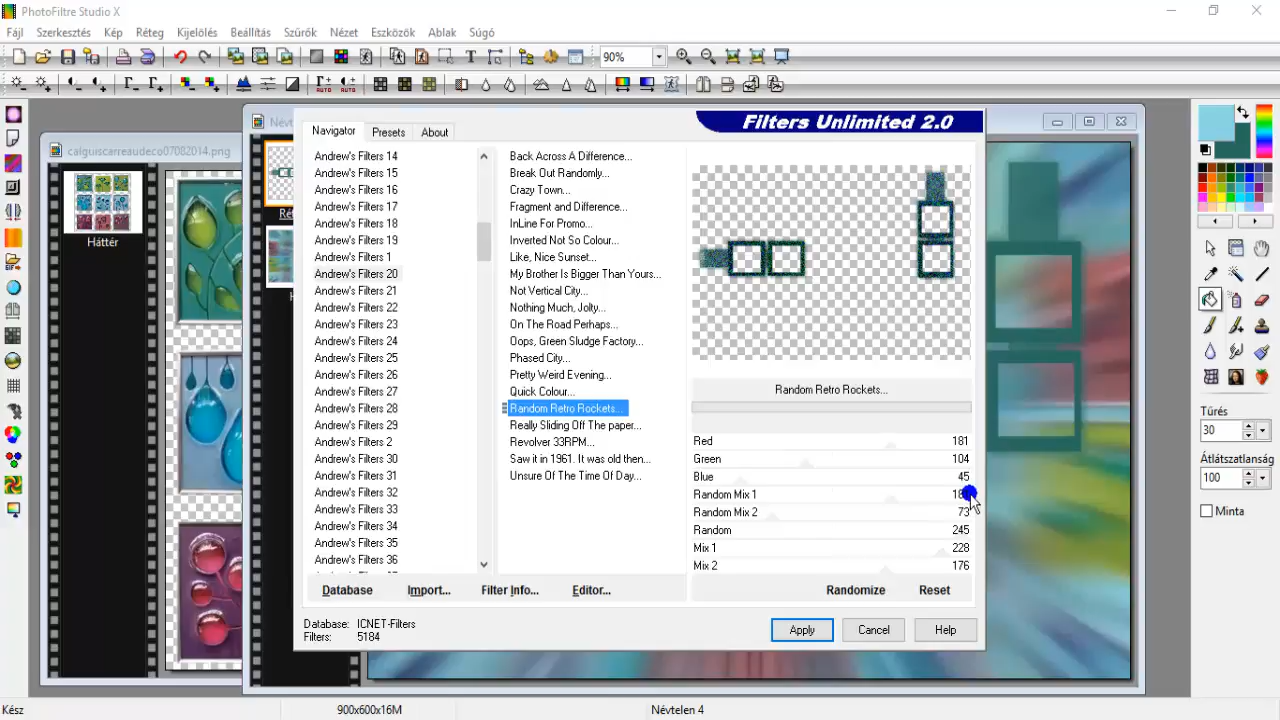 PhotoFiltre Studio X
Fájl Szerkesztés Kép Réteg Kijelölés Beállítás Szűrők Nézet Eszközök Ablak Súgó
90%
AUTO AUTO
calguiscarreaudeco07082014.png
Háttér
Navigator Presets About
Filters Unlimited 2.0
Andrew's Filters 14
Andrew's Filters 15
Andrew's Filters 16
Andrew's Filters 17
Andrew's Filters 18
Andrew's Filters 19
Andrew's Filters 1
Andrew's Filters 20
Andrew's Filters 21
Andrew's Filters 22
Andrew's Filters 23
Andrew's Filters 24
Andrew's Filters 25
Andrew's Filters 26
Andrew's Filters 27
Andrew's Filters 28
Andrew's Filters 29
Andrew's Filters 2
Andrew's Filters 30
Andrew's Filters 31
Andrew's Filters 32
Andrew's Filters 33
Andrew's Filters 34
Andrew's Filters 35
Andrew's Filters 36
Back Across A Difference...
Break Out Randomly...
Crazy Town...
Fragment and Difference...
InLine For Promo...
Inverted Not So Colour...
Like, Nice Sunset...
My Brother Is Bigger Than Yours...
Not Vertical City...
Nothing Much, Jolty...
On The Road Perhaps...
Oops, Green Sludge Factory...
Phased City...
Pretty Weird Evening...
Quick Colour...
Random Retro Rockets...
Really Sliding Off The paper...
Revolver 33RPM...
Saw it in 1961. It was old then...
Unsure Of The Time Of Day...
Random Retro Rockets...
Red 181
Green 104
Blue 45
Random Mix 1
Random Mix 2 73
Random 245
Mix 1 228
Mix 2 176
Database Import... Filter Info... Editor... Randomize Reset
Database: ICNET-Filters
Filters: 5184
Apply Cancel Help
Tűrés
30
Átlátszatlanság
100
Minta
Kész 900x600x16M Névtelen 4